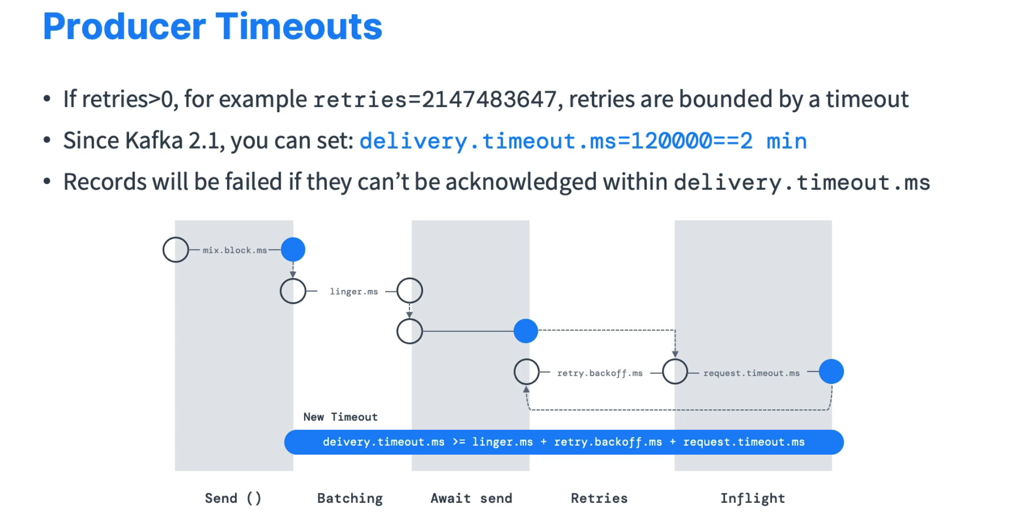 Producer Timeouts
• If retries>0, for example retries=2147483647, retries are bounded by a timeout
• Since Kafka 2.1, you can set: delivery.timeout.ms=120000==2 min
• Records will be failed if they can’t be acknowledged within delivery.timeout.ms
mix.block.ms
linger.ms
retry.backoff.ms
request.timeout.ms
New Timeout
deivery.timeout.ms >= linger.ms + retry.backoff.ms + request.timeout.ms
Send ()
Batching
Await send
Retries
Inflight